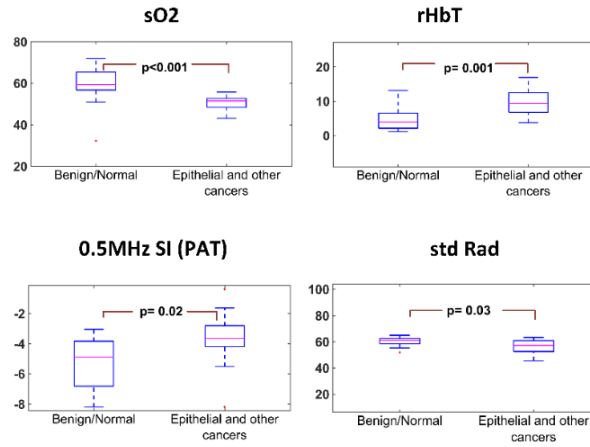 sO2
rHbT
80
60
40
20
p<0.001
Benign/Normal
Epithelial and other
cancers
20
10
0
p= 0.001
Benign/Normal
Epithelial and other
cancers
0.5MHz SI (PAT)
std Rad
-2
-4
-6
-8
p= 0.02
Benign/Normal
Epithelial and other
cancers
100
80
60
40
20
p= 0.03
Benign/Normal
Epithelial and other
cancers